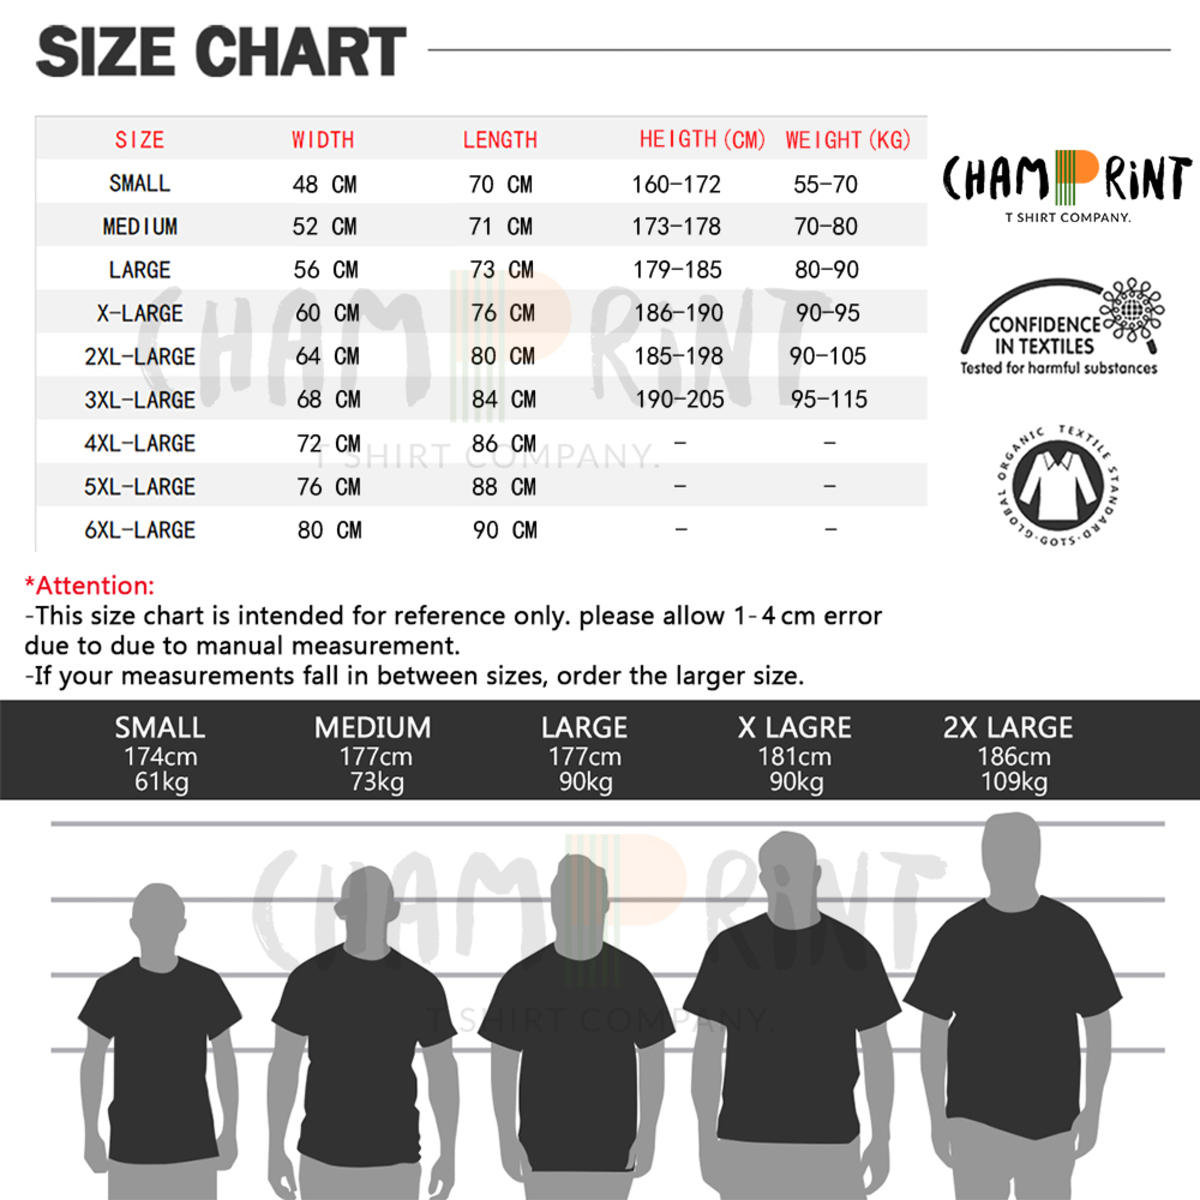 SIZE CHART
SIZE WIDTH LENGTH HEIGTH (CM) WEIGHT (KG)
SMALL 48 CM 70 CM 160-172 55-70
MEDIUM 52 CM 71 CM 173-178 70-80
LARGE 56 CM 73 CM 179-185 80-90
X-LARGE 60 CM 76 CM 186-190 90-95
2XL-LARGE 64 CM 80 CM 185-198 90-105
3XL-LARGE 68 CM 84 CM 190-205 95-115
4XL-LARGE 72 CM 86 CM - -
5XL-LARGE 76 CM 88 CM - -
6XL-LARGE 80 CM 90 CM - -
CHAMPRiNT
T SHIRT COMPANY.
CHAMPRiNT
T SHIRT COMPANY.
CONFIDENCE
IN TEXTILES
Tested for harmful substances
GLOBAL ORGANIC TEXTILE STANDARD·GOTS·
*Attention:
-This size chart is intended for reference only. please allow 1-4cm error
due to due to manual measurement.
-If your measurements fall in between sizes, order the larger size.
SMALL MEDIUM LARGE X LAGRE 2X LARGE
174cm 177cm 177cm 181cm 186cm
61kg 73kg 90kg 90kg 109kg
CHAMPRiNT
T SHIRT COMPANY.